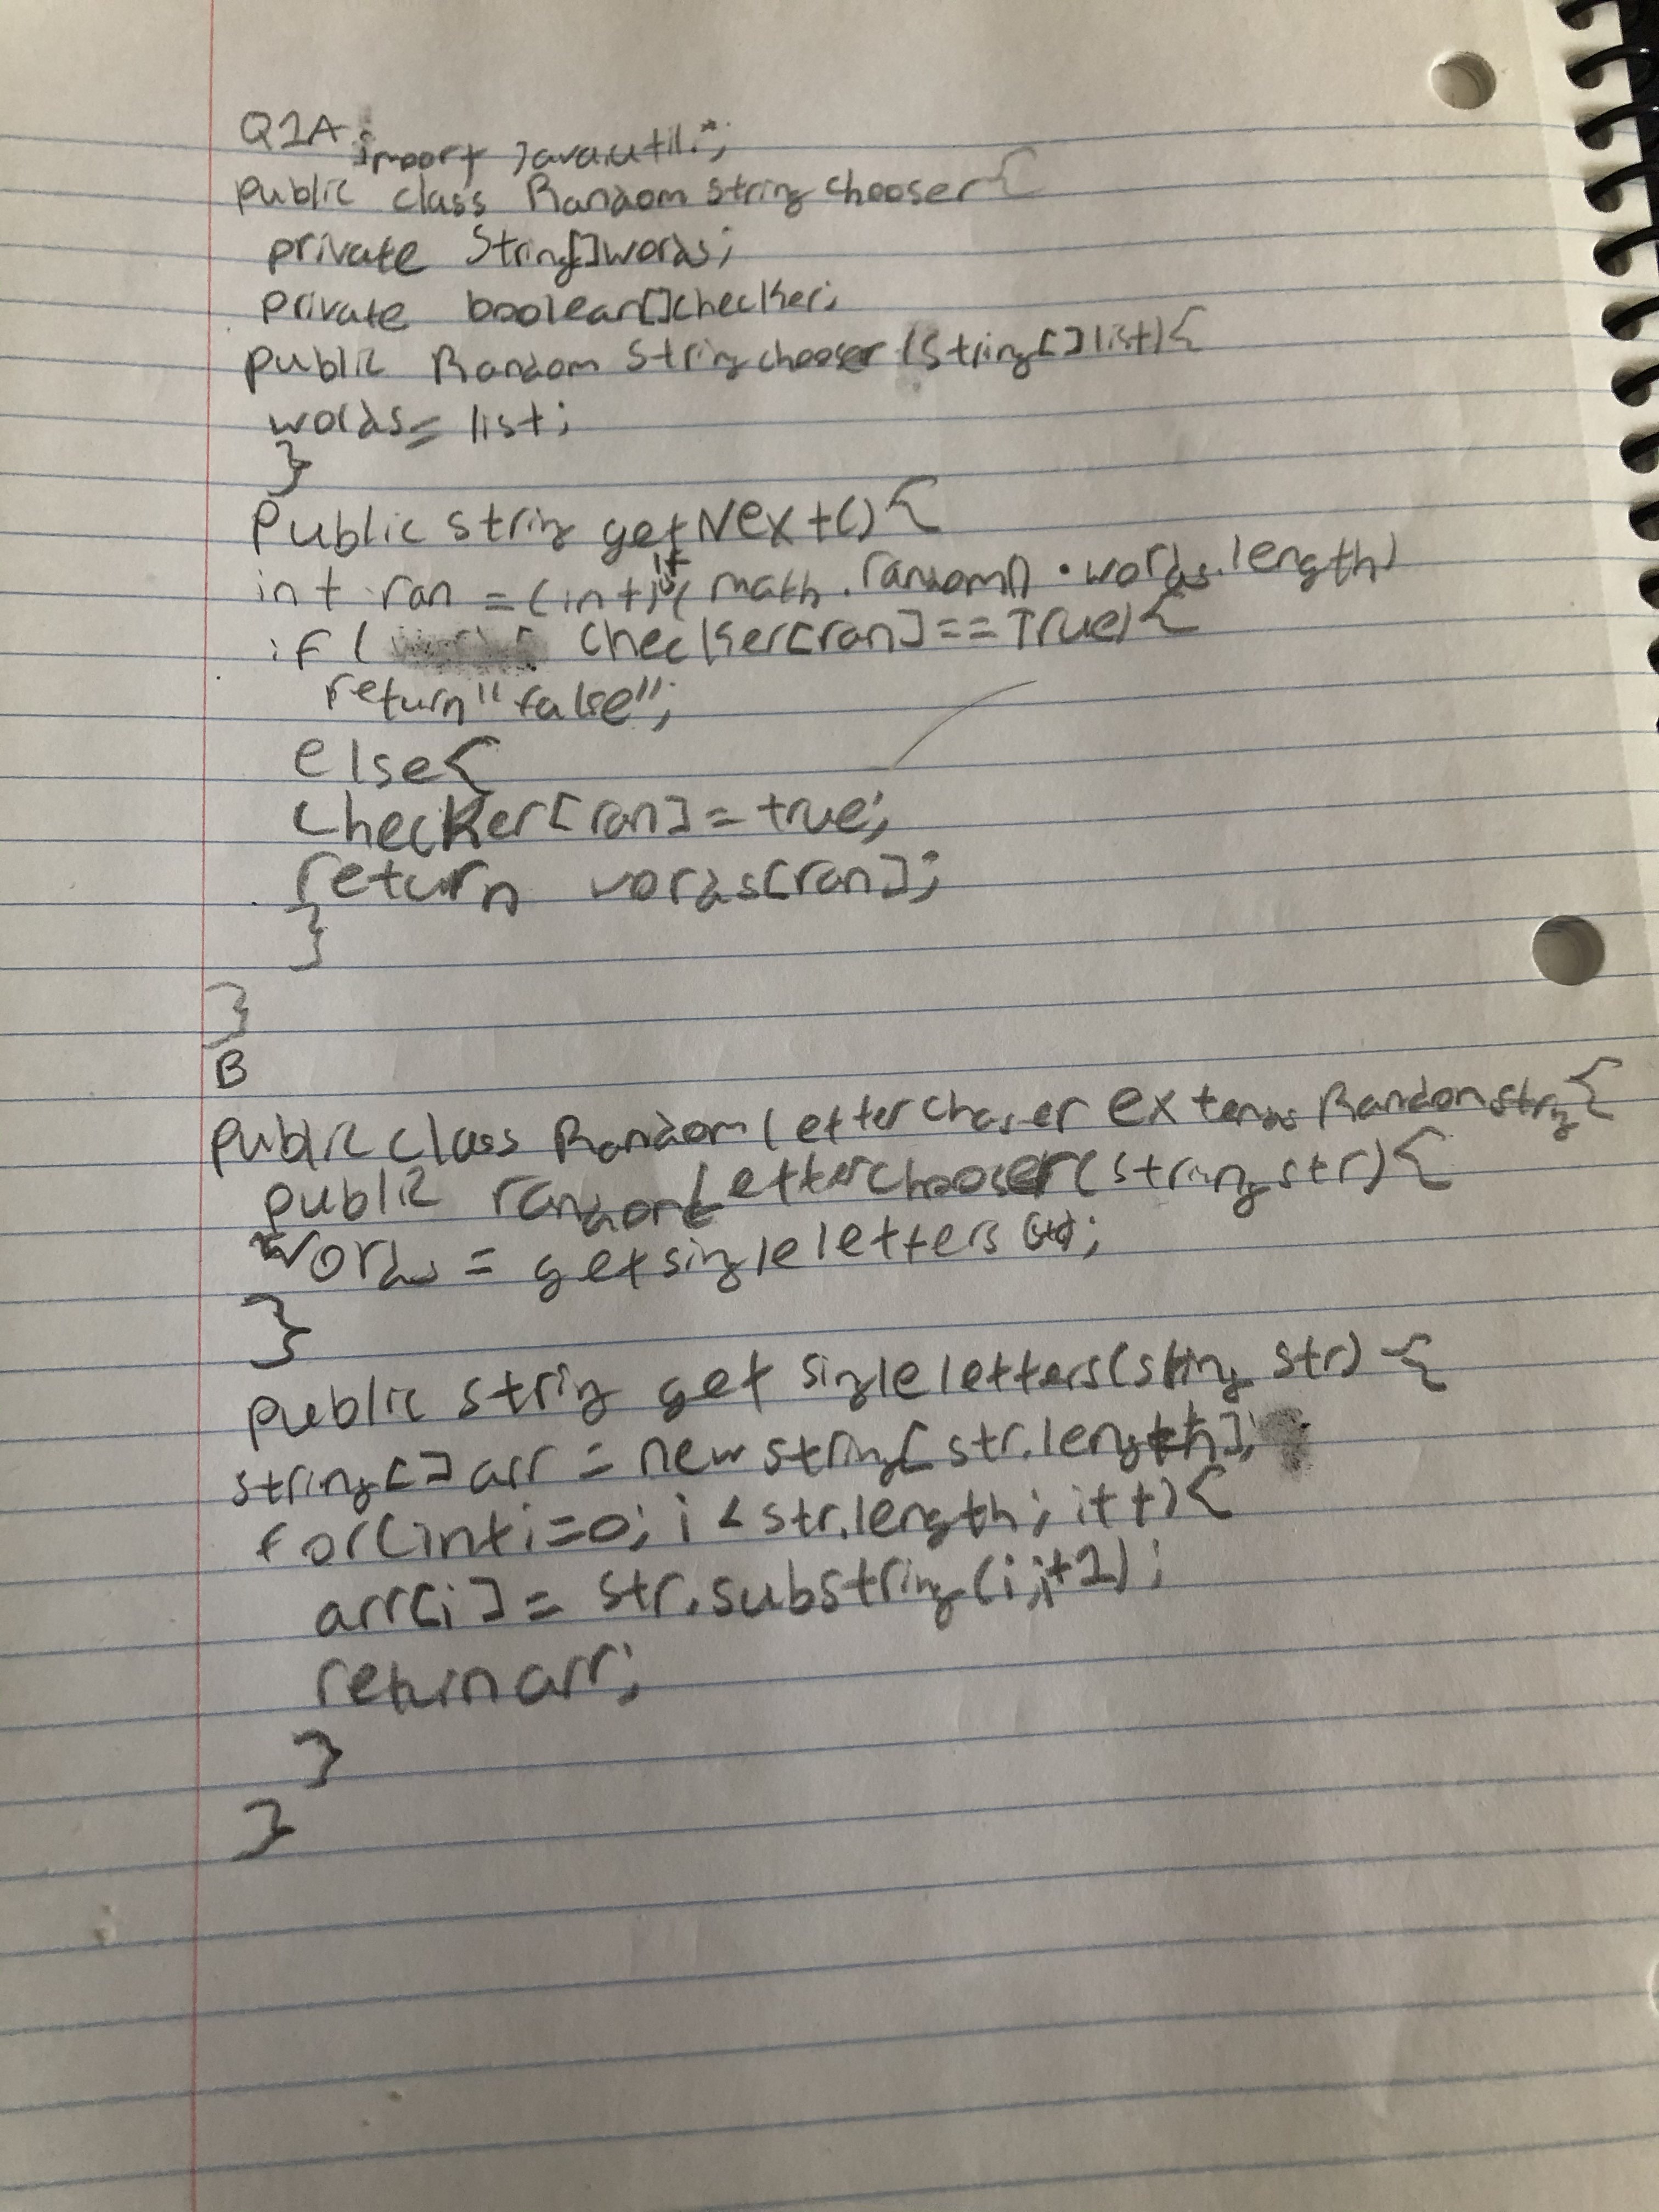 Q1A import java.util.*;
public class Random String chooser{
private String[]words;
private boolean[]checker;
public Random String chooser (String[]list){
words = list;
}
Public string getNext(){
int ran = (int)(math.random() * words.length)
if ( checker[ran]==True){
return "false";
else{
checker[ran]=true;
return words[ran];
}
}
B
public class Random letter chooser extends Randomstring{
public randomLetterchooser(string str){
words = getsingleletters(str);
}
public string get singleletters(string str) {
string[]arr = new string[str.length];
for(int i=0; i < str.length; i++){
arr[i]= str.substring(i,i+1);
return arr;
}
}